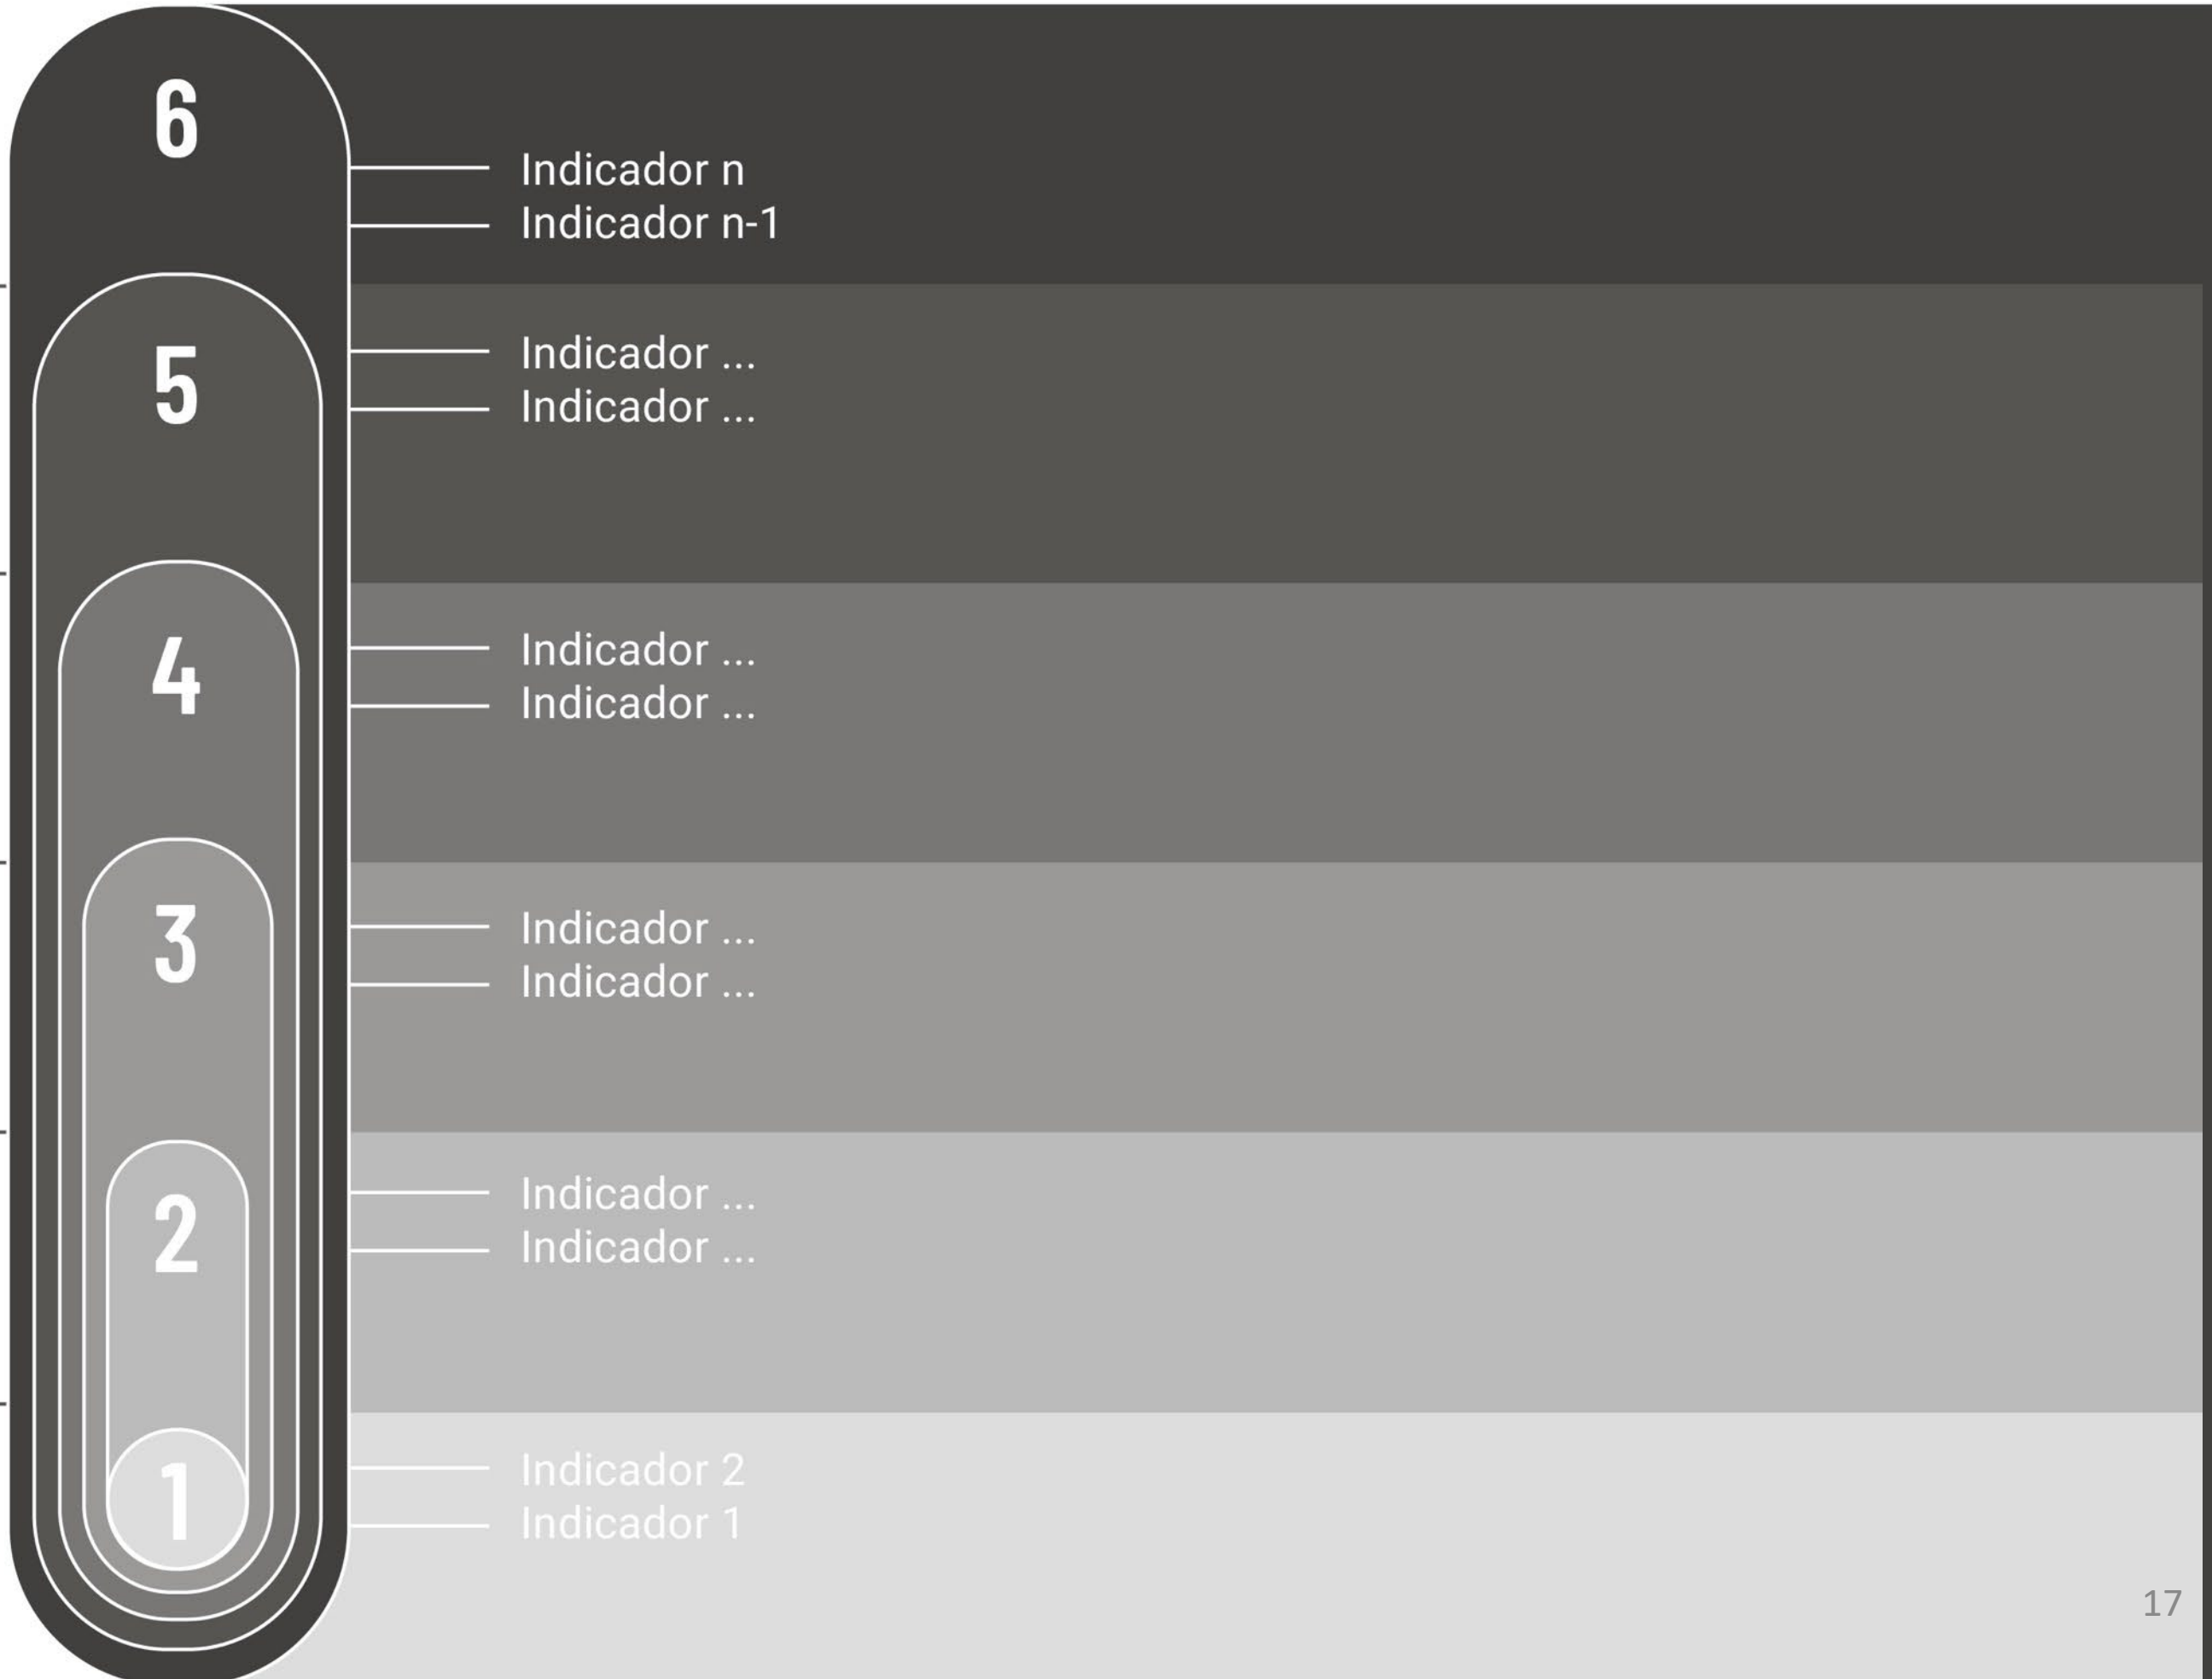 6
Indicador n
Indicador n-1
5
Indicador ...
Indicador ...
4
Indicador ...
Indicador ...
3
Indicador ...
Indicador ...
2
Indicador ...
Indicador ...
1
Indicador 2
Indicador 1
17